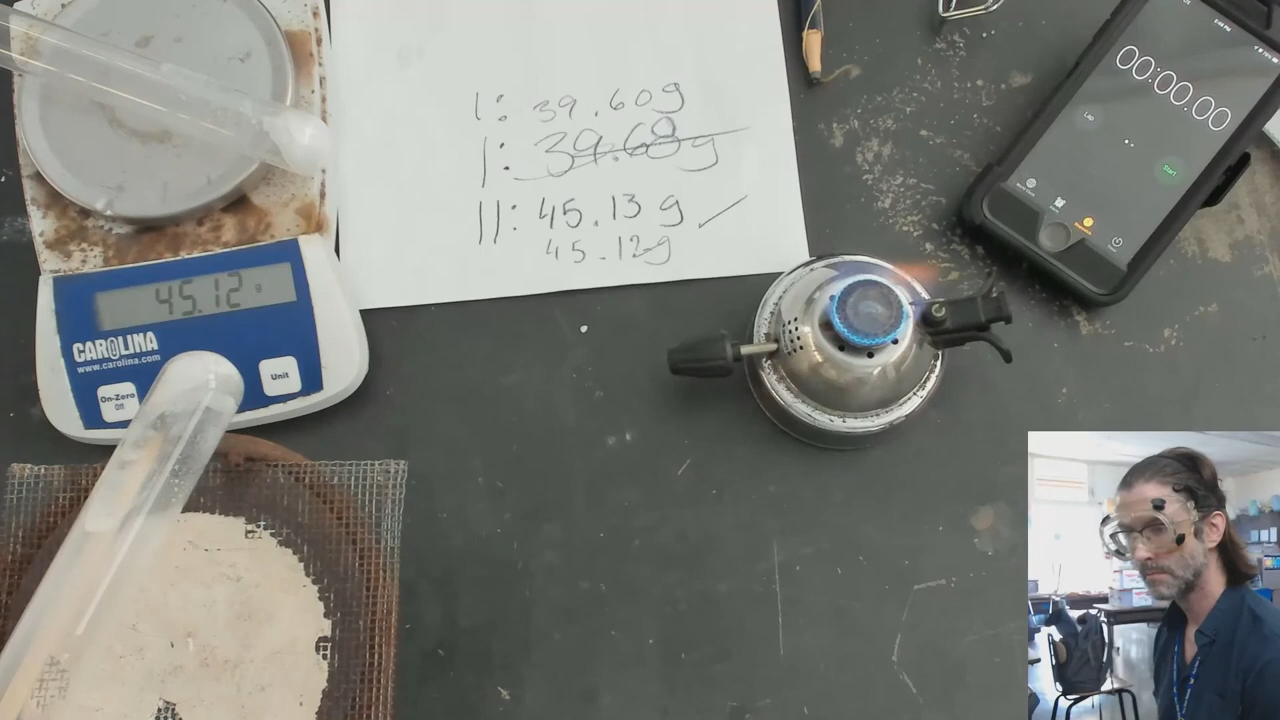 I: 39.60g
I: 39.68g
II: 45.13 g
45.12g
45.12 g
CAROLINA
www.carolina.com
On-Zero
Off
Unit
00:00.00
Lap
Start